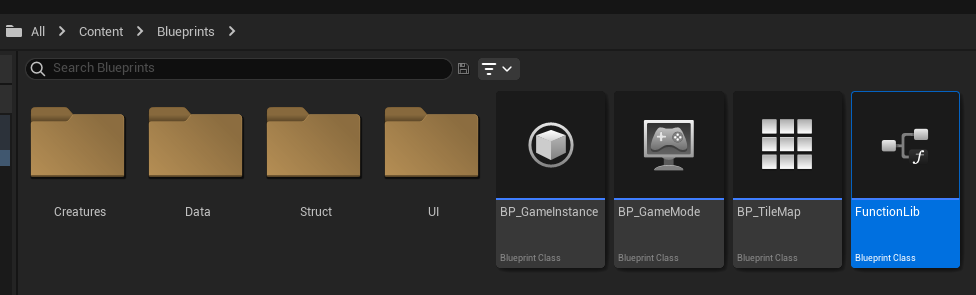 All > Content > Blueprints >
Search Blueprints
Creatures
Data
Struct
UI
BP_GameInstance
Blueprint Class
BP_GameMode
Blueprint Class
BP_TileMap
Blueprint Class
FunctionLib
Blueprint Class